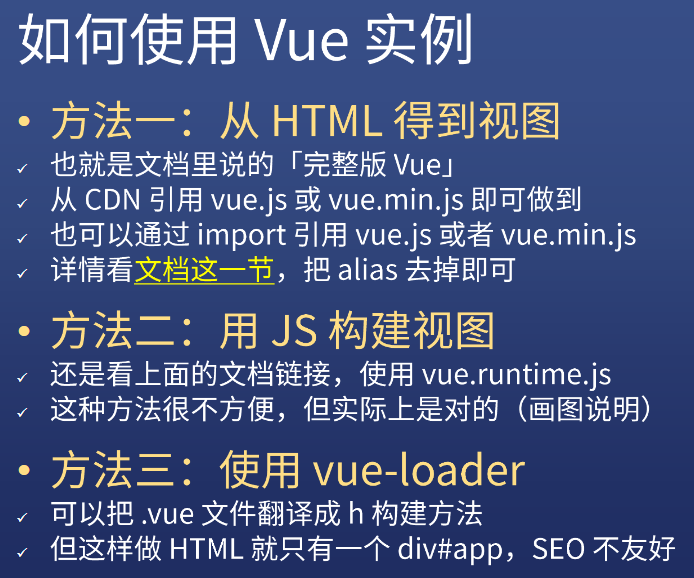 如何使用 Vue 实例
• 方法一：从 HTML 得到视图
✓ 也就是文档里说的「完整版 Vue」
✓ 从 CDN 引用 vue.js 或 vue.min.js 即可做到
✓ 也可以通过 import 引用 vue.js 或者 vue.min.js
✓ 详情看文档这一节，把 alias 去掉即可
• 方法二：用 JS 构建视图
✓ 还是看上面的文档链接，使用 vue.runtime.js
✓ 这种方法很不方便，但实际上是对的（画图说明）
• 方法三：使用 vue-loader
✓ 可以把 .vue 文件翻译成 h 构建方法
✓ 但这样做 HTML 就只有一个 div#app，SEO 不友好